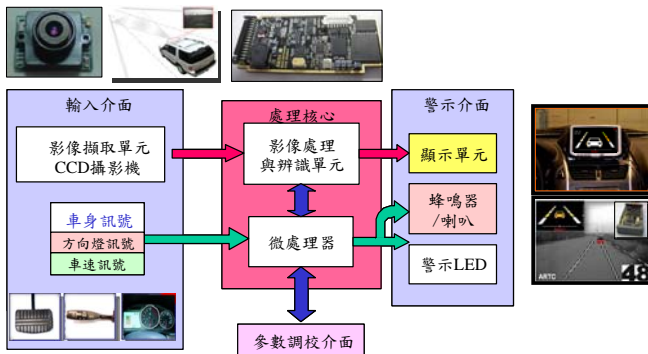 輸入介面
影像擷取單元
CCD攝影機
車身訊號
方向燈訊號
車速訊號
處理核心
影像處理
與辨識單元
微處理器
參數調校介面
警示介面
顯示單元
蜂鳴器
/喇叭
警示LED
ARTC
48